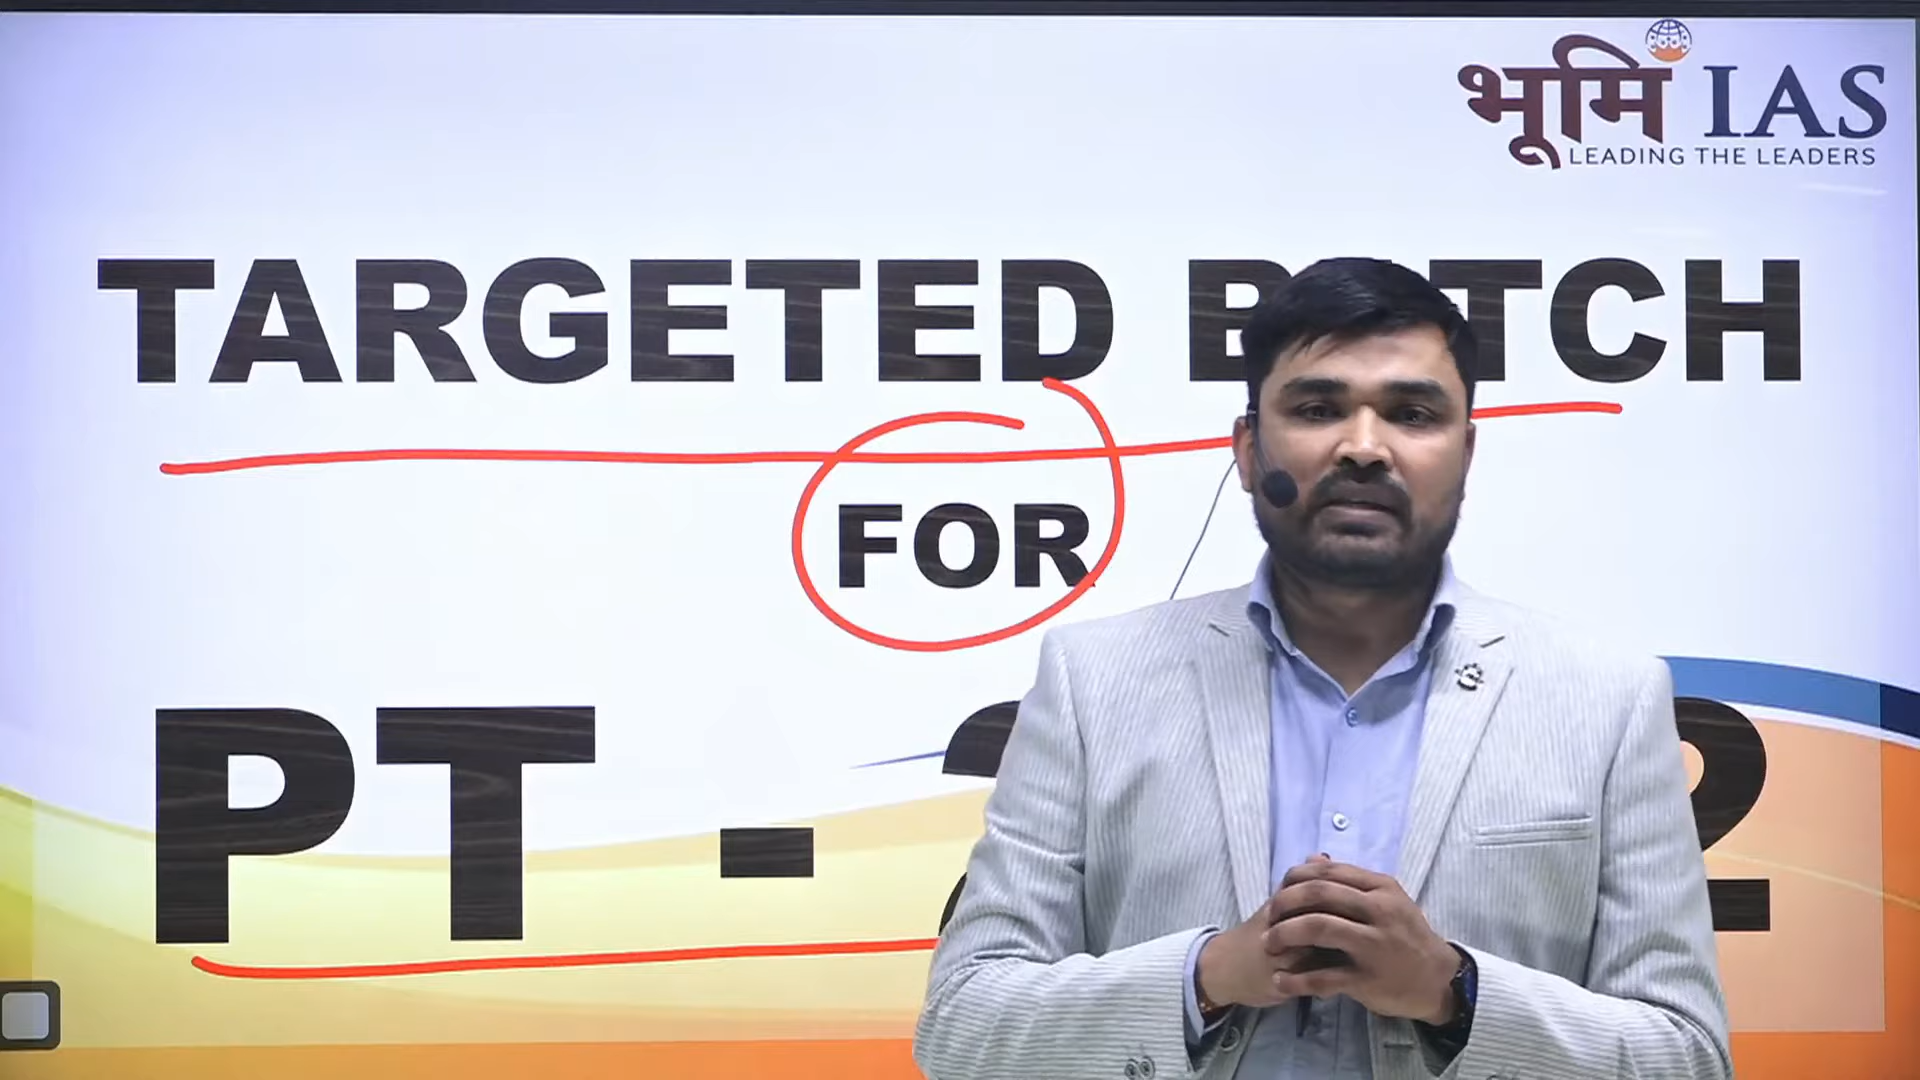 भूमि IAS
LEADING THE LEADERS
TARGETED
FOR
PT -